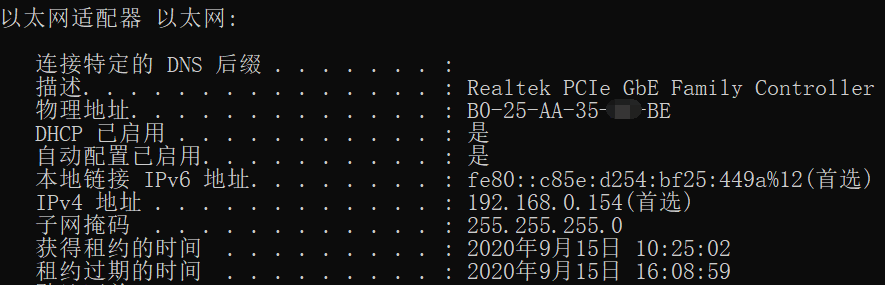 以太网适配器 以太网:
连接特定的 DNS 后缀 . . . . . . . :
描述. . . . . . . . . . . . . . . : Realtek PCIe GbE Family Controller
物理地址. . . . . . . . . . . . . : B0-25-AA-35- -BE
DHCP 已启用 . . . . . . . . . . . : 是
自动配置已启用. . . . . . . . . . : 是
本地链接 IPv6 地址. . . . . . . . : fe80::c85e:d254:bf25:449a%12(首选)
IPv4 地址 . . . . . . . . . . . . : 192.168.0.154(首选)
子网掩码 . . . . . . . . . . . . : 255.255.255.0
获得租约的时间 . . . . . . . . . : 2020年9月15日 10:25:02
租约过期的时间 . . . . . . . . . : 2020年9月15日 16:08:59